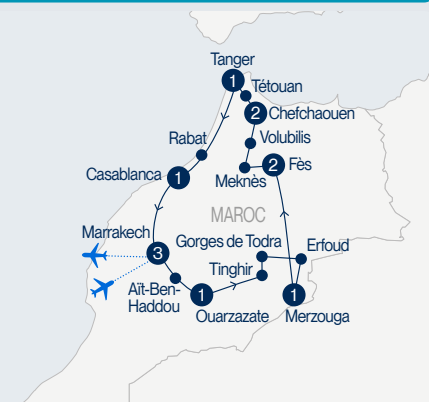 Tanger
1
Tétouan
2
Chefchaouen
Rabat
Volubilis
Casablanca
1
2
Fès
Meknès
MAROC
Marrakech
3
Gorges de Todra
Erfoud
Tinghir
Aït-Ben-
Haddou
1
Ouarzazate
1
Merzouga